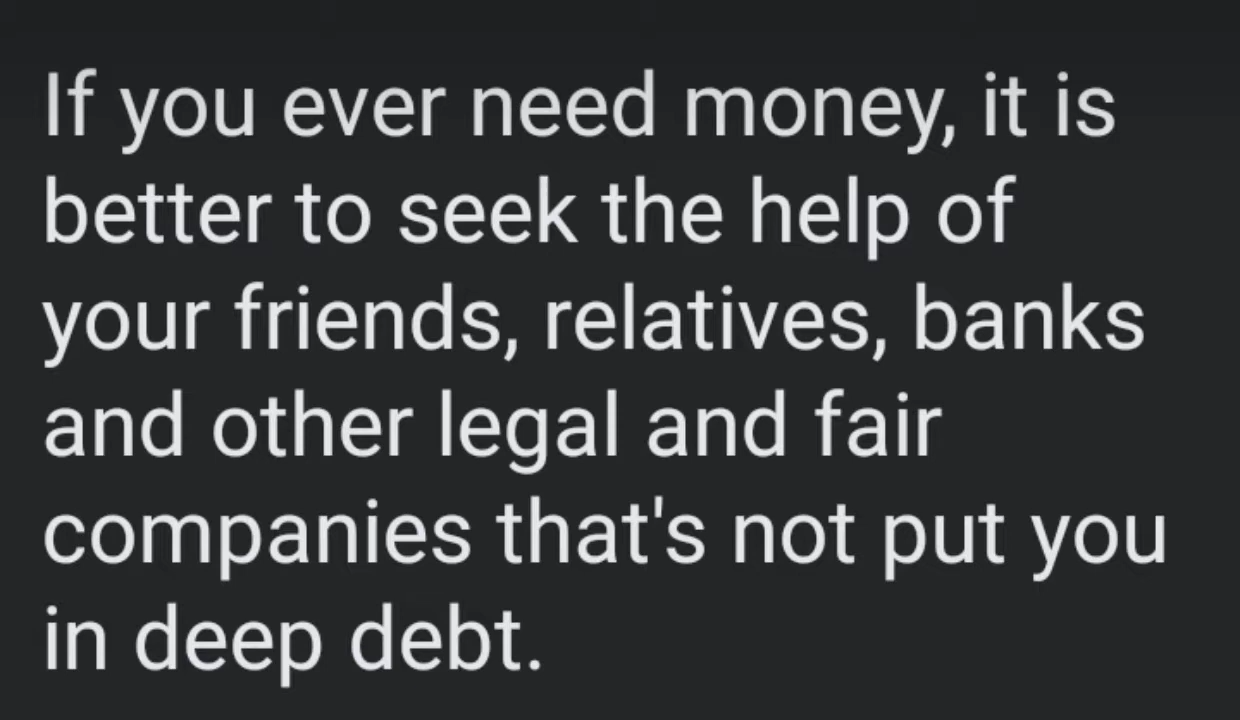 If you ever need money, it is
better to seek the help of
your friends, relatives, banks
and other legal and fair
companies that's not put you
in deep debt.